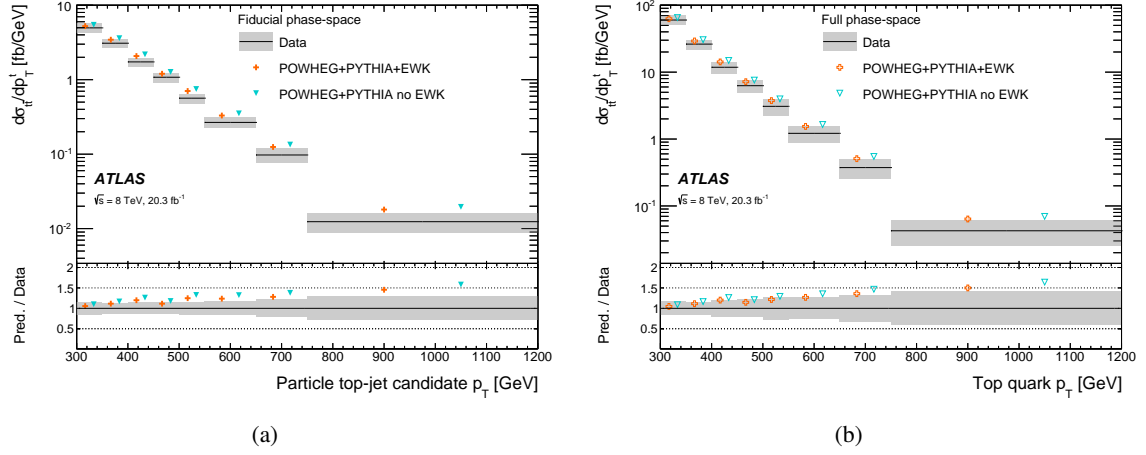 Fiducial phase-space
Data
POWHEG+PYTHIA+EWK
POWHEG+PYTHIA no EWK
ATLAS
√s = 8 TeV, 20.3 fb⁻¹
dσ_tt̄/dp_T^t [fb/GeV]
10
1
10⁻¹
10⁻²
Pred. / Data
2
1.5
1
0.5
300 400 500 600 700 800 900 1000 1100 1200
Particle top-jet candidate p_T [GeV]
(a)
Full phase-space
Data
POWHEG+PYTHIA+EWK
POWHEG+PYTHIA no EWK
ATLAS
√s = 8 TeV, 20.3 fb⁻¹
dσ_tt̄/dp_T^t [fb/GeV]
10²
10
1
10⁻¹
Pred. / Data
2
1.5
1
0.5
300 400 500 600 700 800 900 1000 1100 1200
Top quark p_T [GeV]
(b)